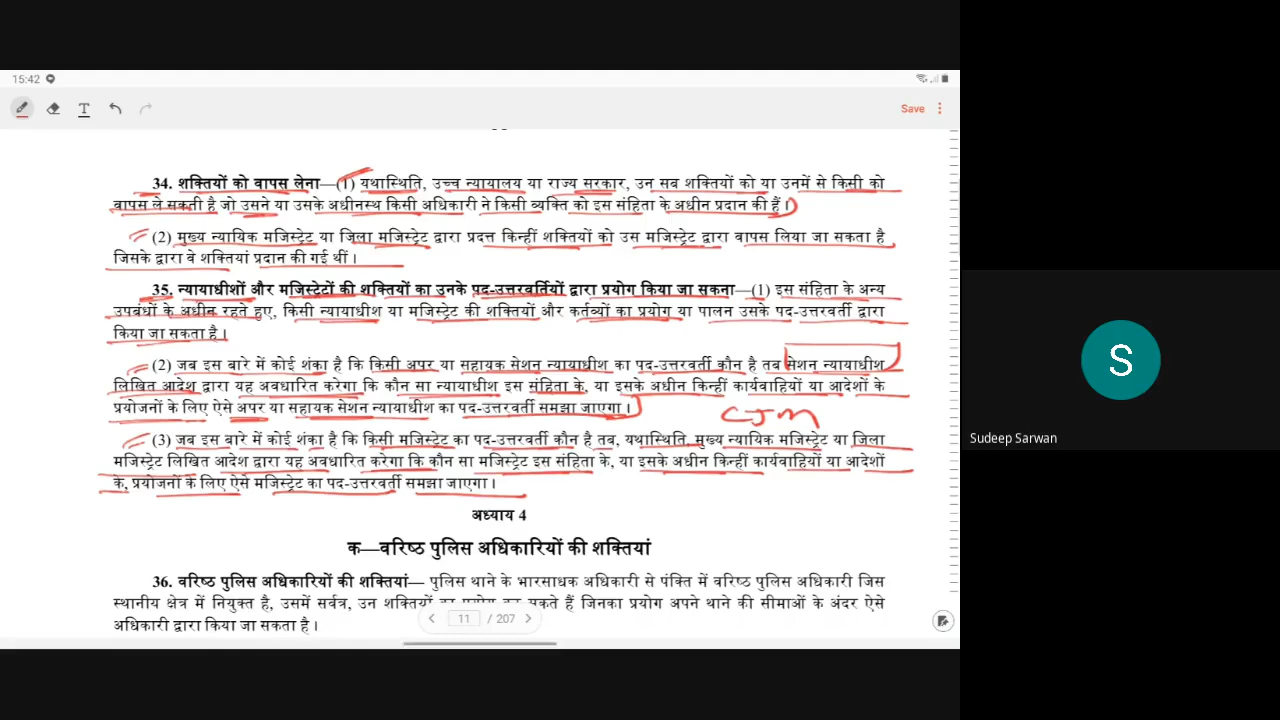 15:42
T
Save
34. शक्तियों को वापस लेना—(1) यथास्थिति, उच्च न्यायालय या राज्य सरकार, उन सब शक्तियों को या उनमें से किसी को
वापस ले सकती है जो उसने या उसके अधीनस्थ किसी अधिकारी ने किसी व्यक्ति को इस संहिता के अधीन प्रदान की हैं।
(2) मुख्य न्यायिक मजिस्ट्रेट या जिला मजिस्ट्रेट द्वारा प्रदत्त किन्हीं शक्तियों को उस मजिस्ट्रेट द्वारा वापस लिया जा सकता है
जिसके द्वारा वे शक्तियां प्रदान की गई थीं।
35. न्यायाधीशों और मजिस्ट्रेटों की शक्तियों का उनके पद-उत्तरवर्तियों द्वारा प्रयोग किया जा सकना—(1) इस संहिता के अन्य
उपबंधों के अधीन रहते हुए, किसी न्यायाधीश या मजिस्ट्रेट की शक्तियों और कर्तव्यों का प्रयोग या पालन उसके पद-उत्तरवर्ती द्वारा
किया जा सकता है।
(2) जब इस बारे में कोई शंका है कि किसी अपर या सहायक सेशन न्यायाधीश का पद-उत्तरवर्ती कौन है तब सेशन न्यायाधीश
लिखित आदेश द्वारा यह अवधारित करेगा कि कौन सा न्यायाधीश इस संहिता के, या इसके अधीन किन्हीं कार्यवाहियों या आदेशों के
प्रयोजनों के लिए ऐसे अपर या सहायक सेशन न्यायाधीश का पद-उत्तरवर्ती समझा जाएगा।
CJM
(3) जब इस बारे में कोई शंका है कि किसी मजिस्ट्रेट का पद-उत्तरवर्ती कौन है तब, यथास्थिति, मुख्य न्यायिक मजिस्ट्रेट या जिला
मजिस्ट्रेट लिखित आदेश द्वारा यह अवधारित करेगा कि कौन सा मजिस्ट्रेट इस संहिता के, या इसके अधीन किन्हीं कार्यवाहियों या आदेशों
के, प्रयोजनों के लिए ऐसे मजिस्ट्रेट का पद-उत्तरवर्ती समझा जाएगा।
अध्याय 4
क—वरिष्ठ पुलिस अधिकारियों की शक्तियां
36. वरिष्ठ पुलिस अधिकारियों की शक्तियां— पुलिस थाने के भारसाधक अधिकारी से पंक्ति में वरिष्ठ पुलिस अधिकारी जिस
स्थानीय क्षेत्र में नियुक्त है, उसमें सर्वत्र, उन शक्तियों का प्रयोग कर सकते हैं जिनका प्रयोग अपने थाने की सीमाओं के अंदर ऐसे
अधिकारी द्वारा किया जा सकता है।
11 / 207
S
Sudeep Sarwan